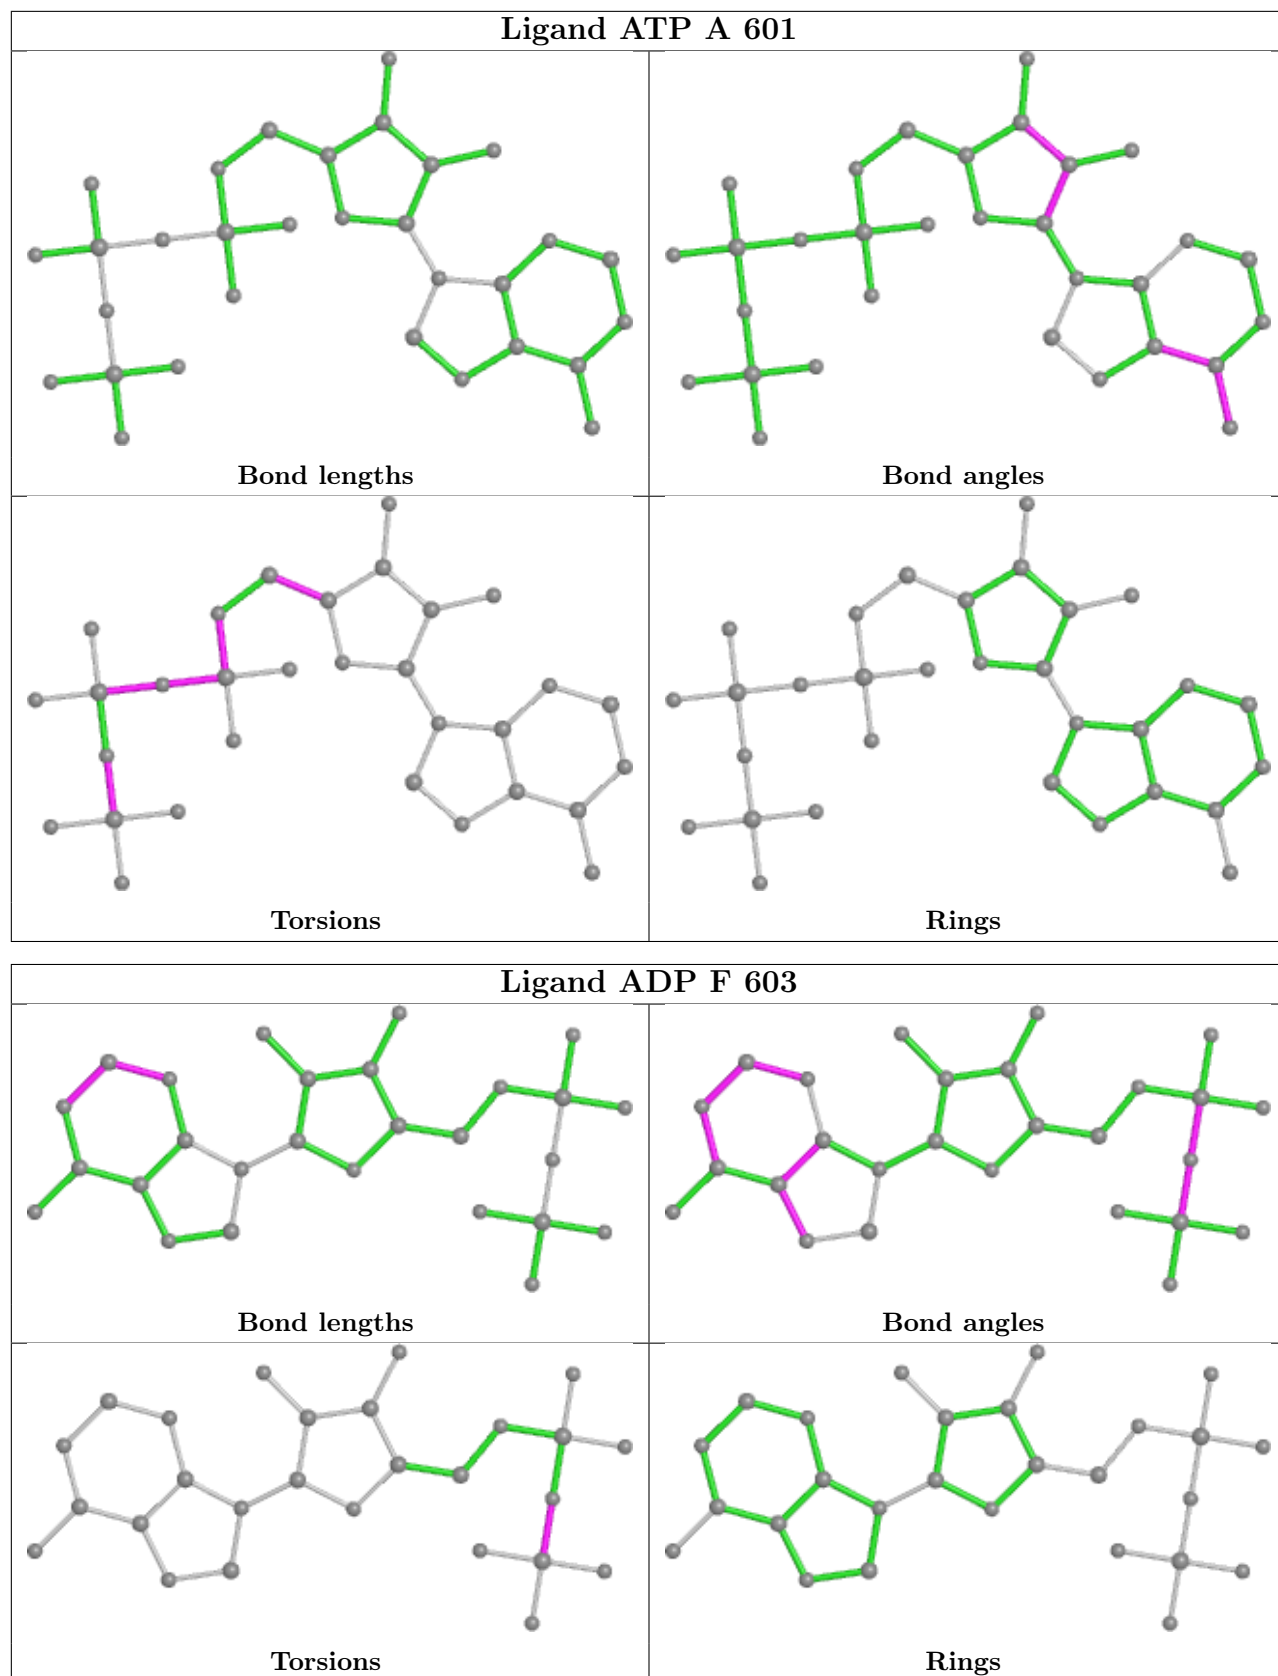 Ligand ATP A 601
Bond lengths
Bond angles
Torsions
Rings
Ligand ADP F 603
Bond lengths
Bond angles
Torsions
Rings